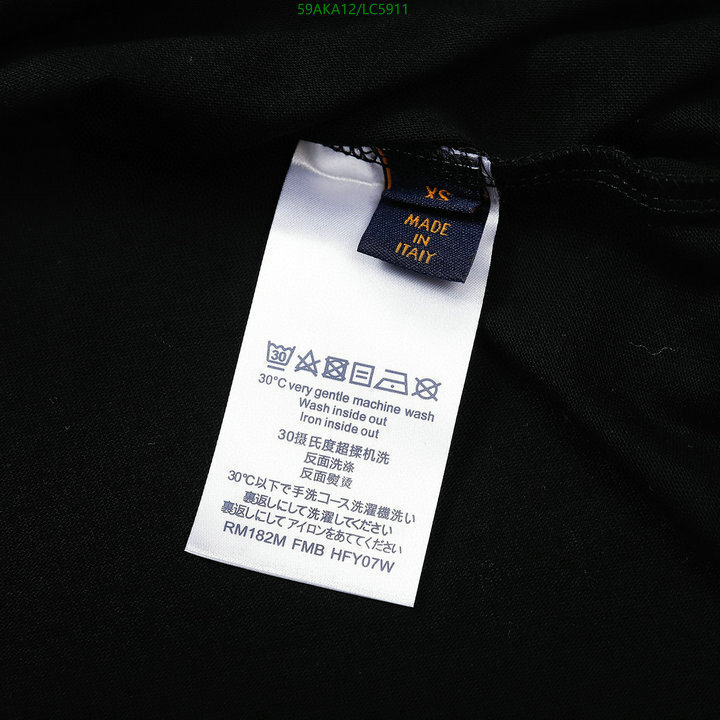 59AKA12/LC5911
XS
MADE
IN
ITALY
30
30°C very gentle machine wash
Wash inside out
Iron inside out
30摄氏度超揉机洗
反面洗涤
反面熨烫
30℃以下で手洗コース洗濯機洗い
裏返しにして洗濯してください
裏返しにして アイロンをあててください
RM182M FMB HFY07W